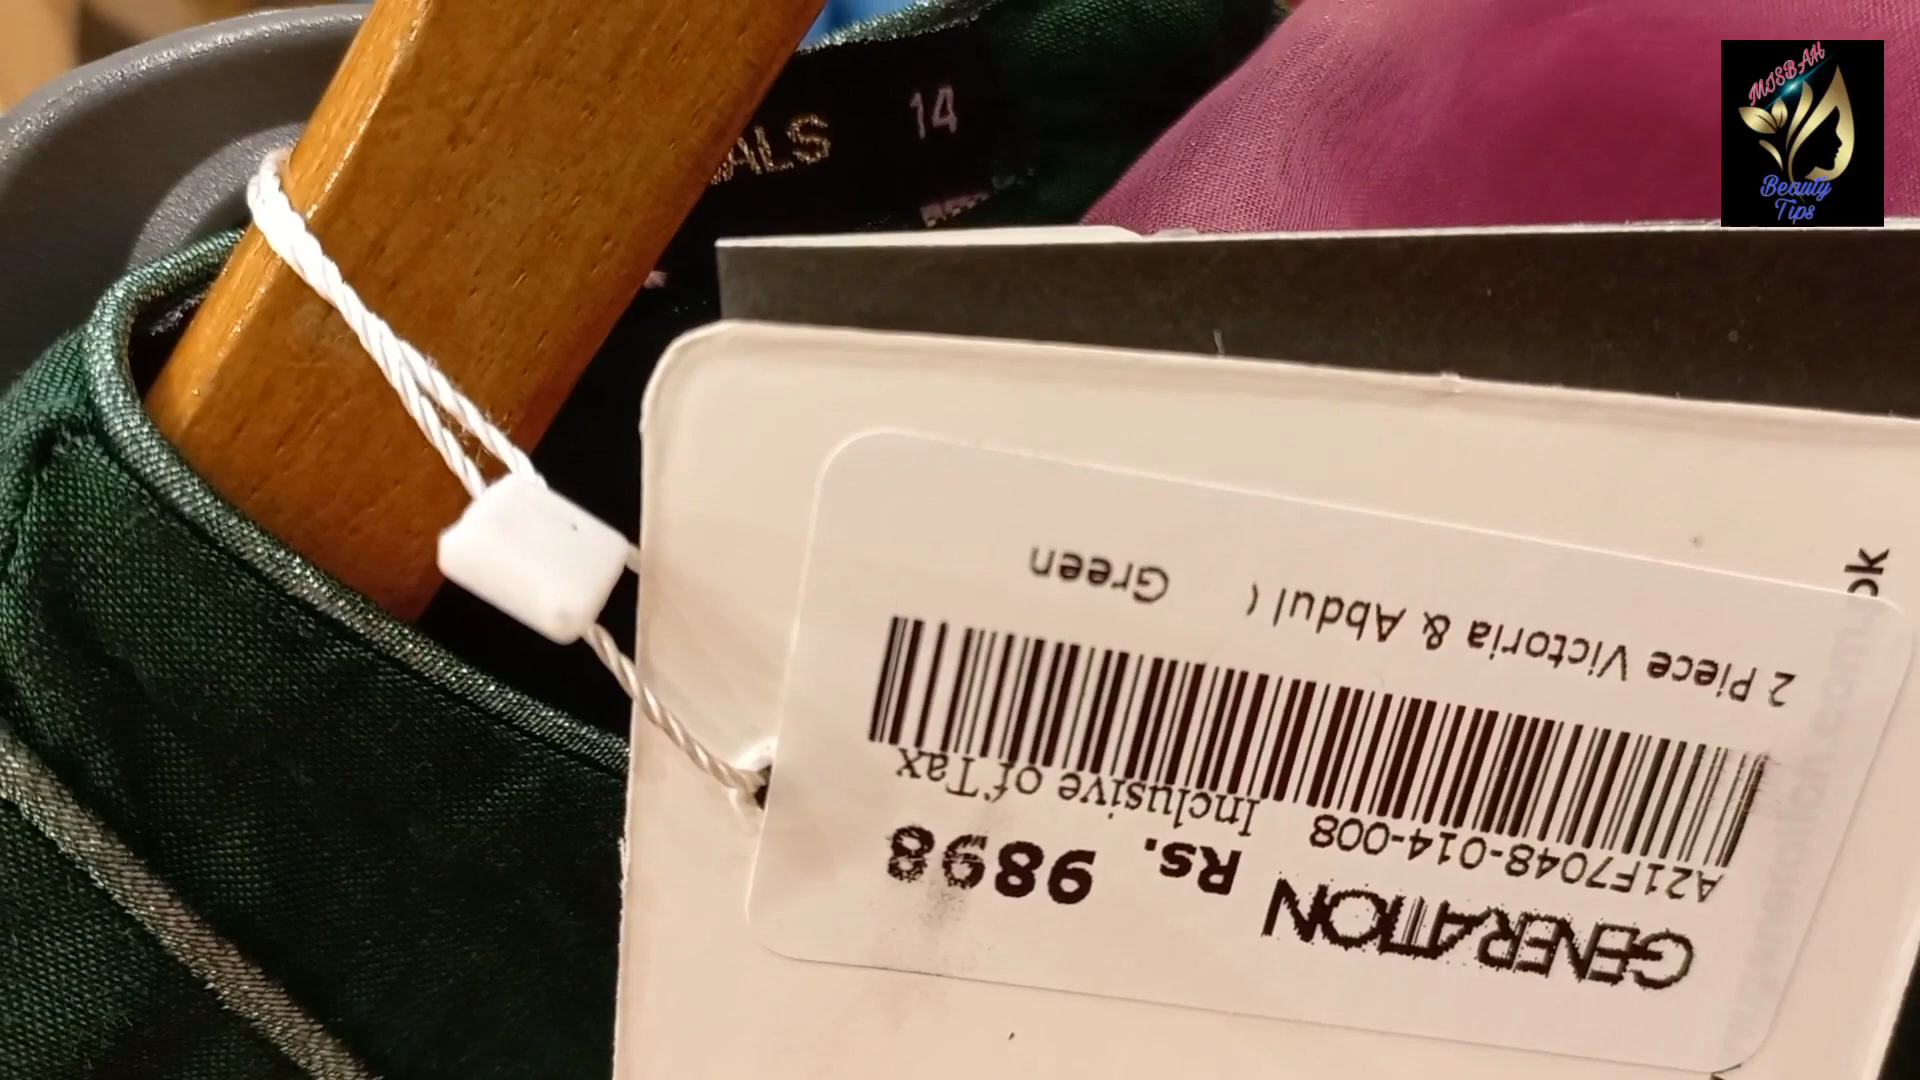 MISBAH
Beauty
Tips
14
ALS
GENERATION Rs. 9898
A21F7048-014-008 Inclusive of Tax
2 Piece Victoria & Abdul ( Green